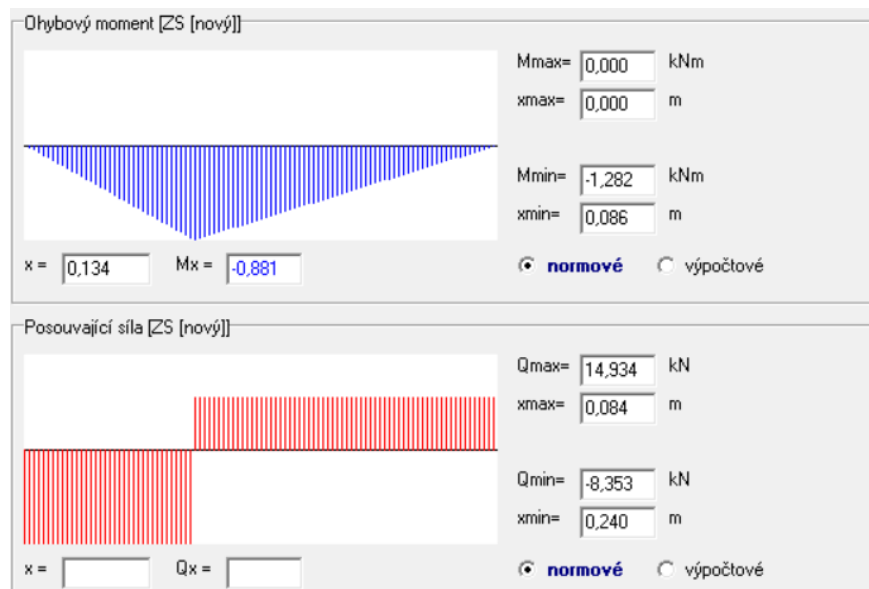 Ohybový moment [ZS [nový]]
Mmax= 0,000 kNm
xmax= 0,000 m
Mmin= -1,282 kNm
xmin= 0,086 m
x = 0,134 Mx = -0,881 normové výpočtové
Posouvající síla [ZS [nový]]
Qmax= 14,934 kN
xmax= 0,084 m
Qmin= -8,353 kN
xmin= 0,240 m
x = Qx = normové výpočtové